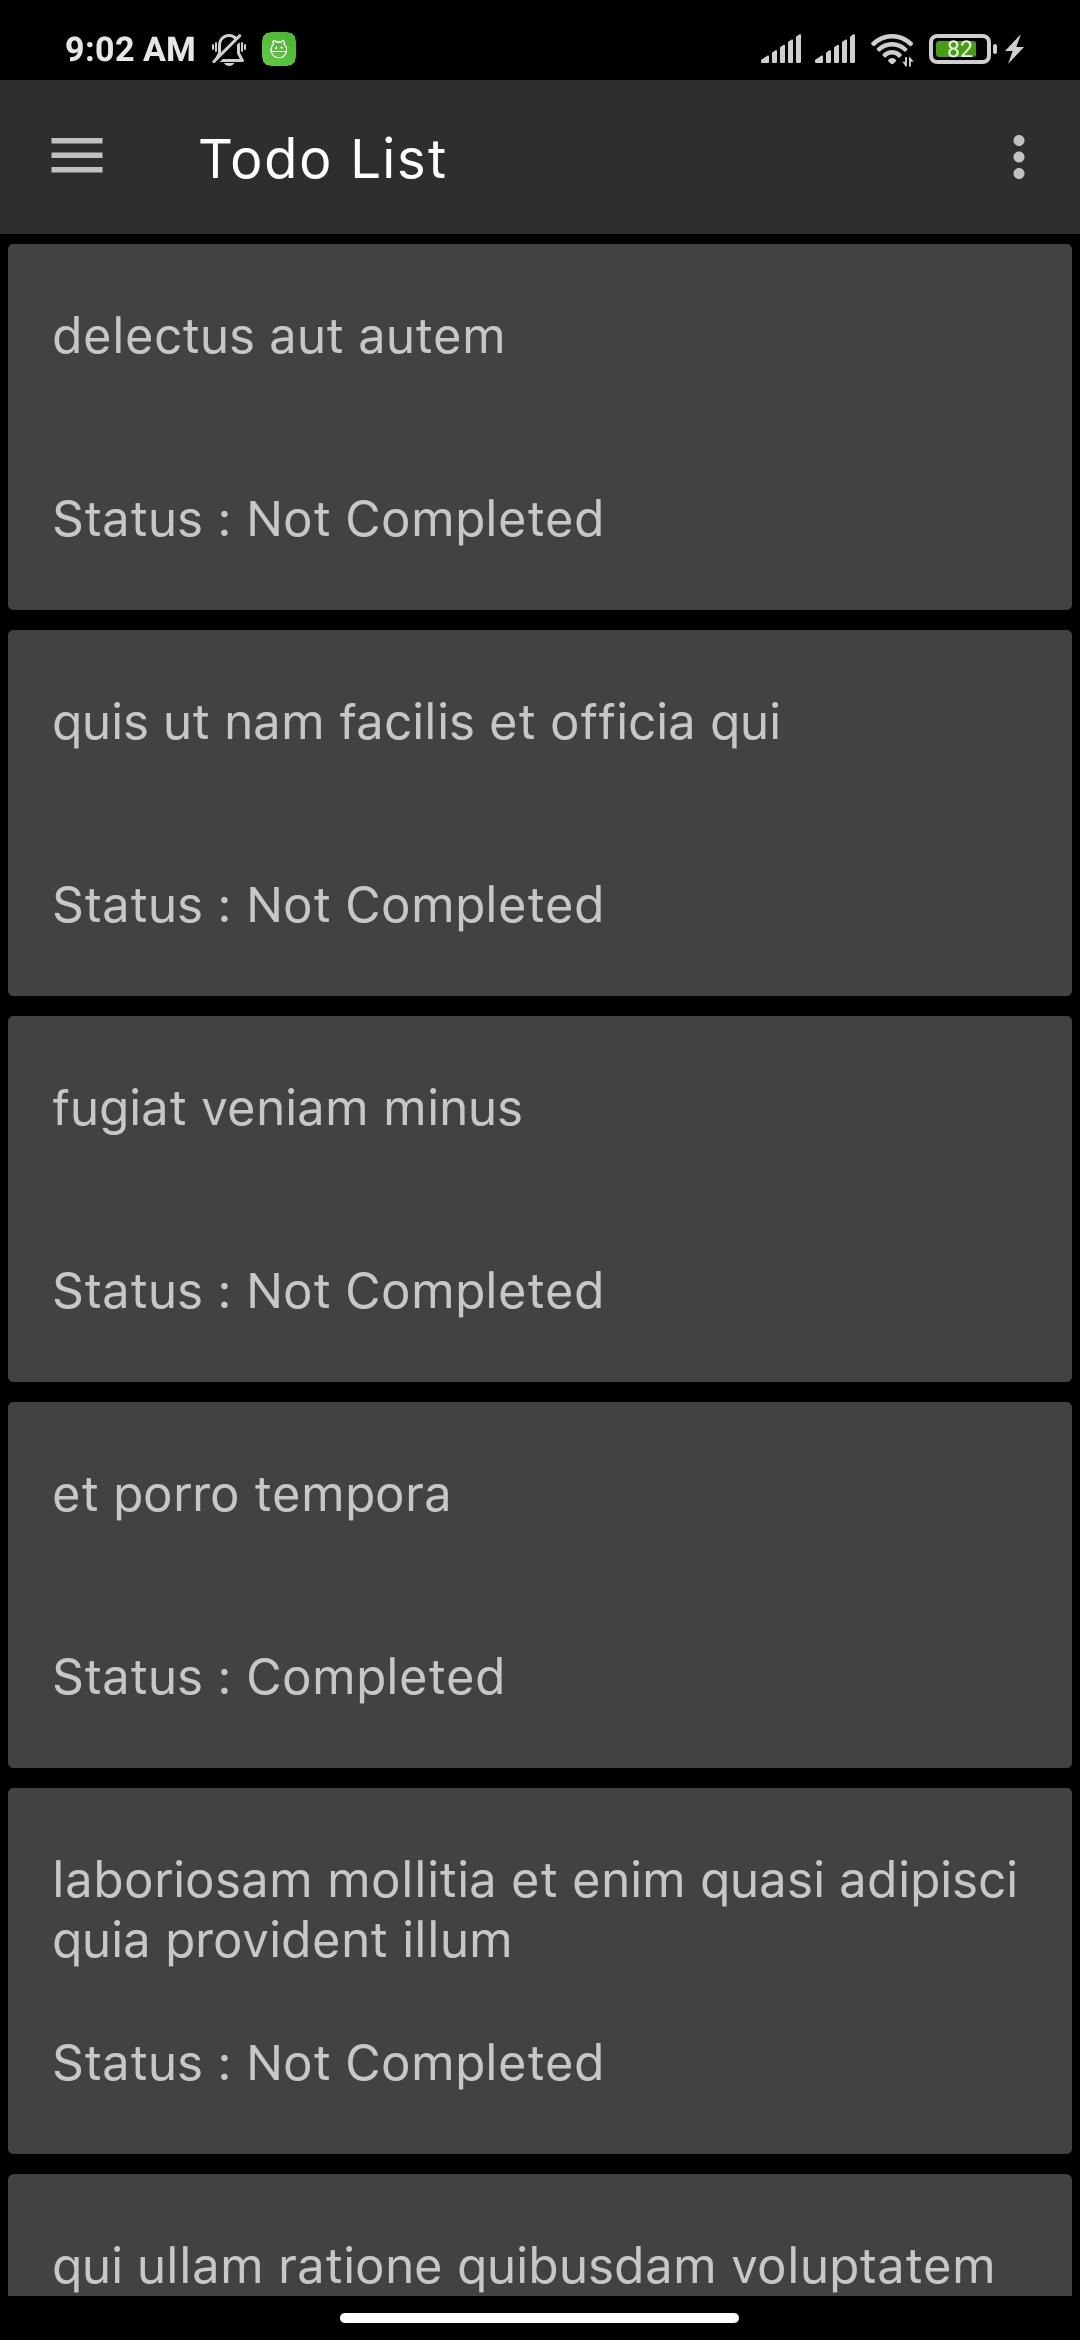 9:02 AM
82
Todo List
delectus aut autem
Status : Not Completed
quis ut nam facilis et officia qui
Status : Not Completed
fugiat veniam minus
Status : Not Completed
et porro tempora
Status : Completed
laboriosam mollitia et enim quasi adipisci
quia provident illum
Status : Not Completed
qui ullam ratione quibusdam voluptatem